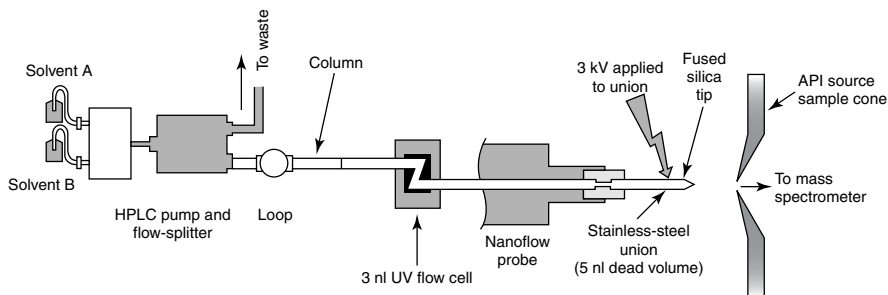 Solvent A
Solvent B
To waste
Column
HPLC pump and
flow-splitter
Loop
3 nl UV flow cell
Nanoflow
probe
3 kV applied
to union
Fused
silica
tip
Stainless-steel
union
(5 nl dead volume)
API source
sample cone
To mass
spectrometer